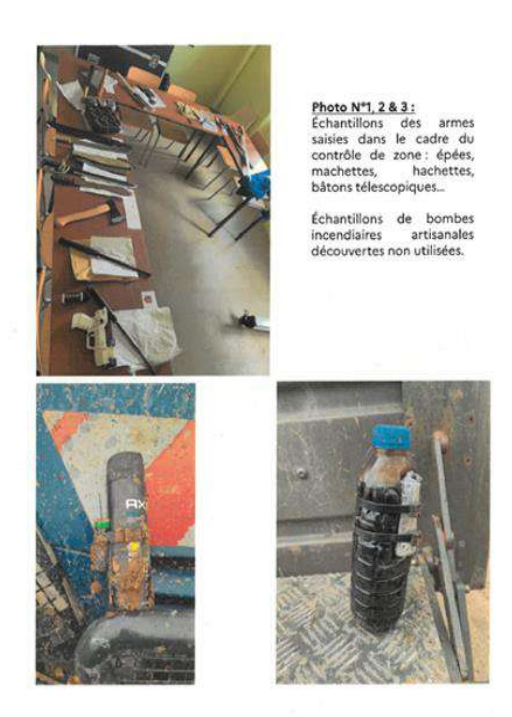 Photo N°1, 2 & 3 :
Échantillons des armes
saisies dans le cadre du
contrôle de zone : épées,
machettes, hachettes,
bâtons télescopiques...
Échantillons de bombes
incendiaires artisanales
découvertes non utilisées.